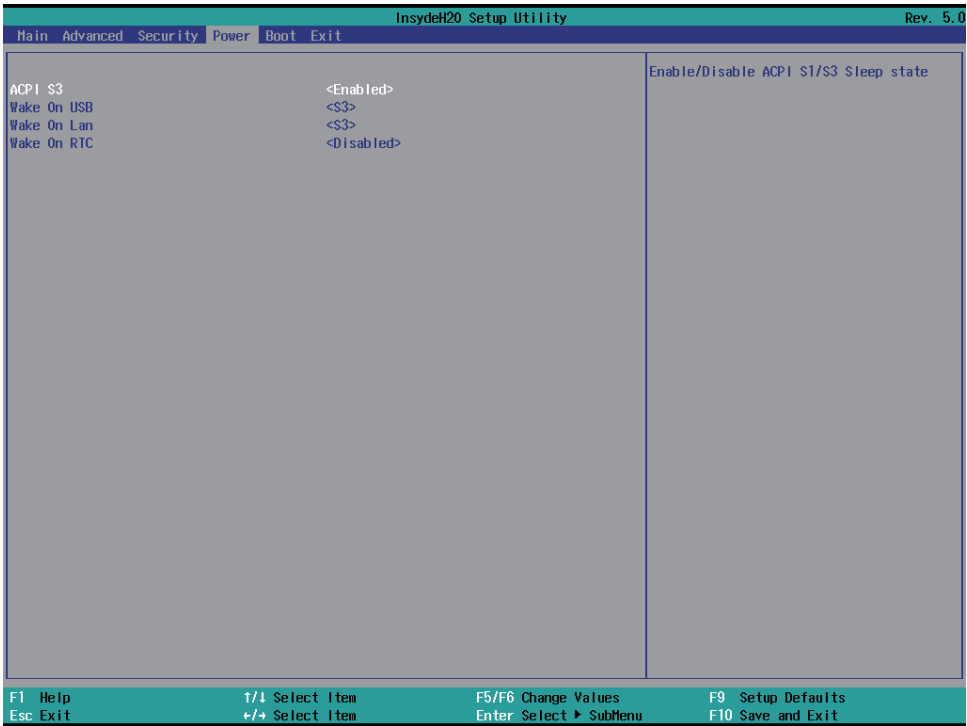 InsydeH2O Setup Utility Rev. 5.0
Main Advanced Security Power Boot Exit
Enable/Disable ACPI S1/S3 Sleep state
ACPI S3 <Enabled>
Wake On USB <S3>
Wake On Lan <S3>
Wake On RTC <Disabled>
F1 Help ↑/↓ Select Item F5/F6 Change Values F9 Setup Defaults
Esc Exit ←/→ Select Item Enter Select ▶ SubMenu F10 Save and Exit